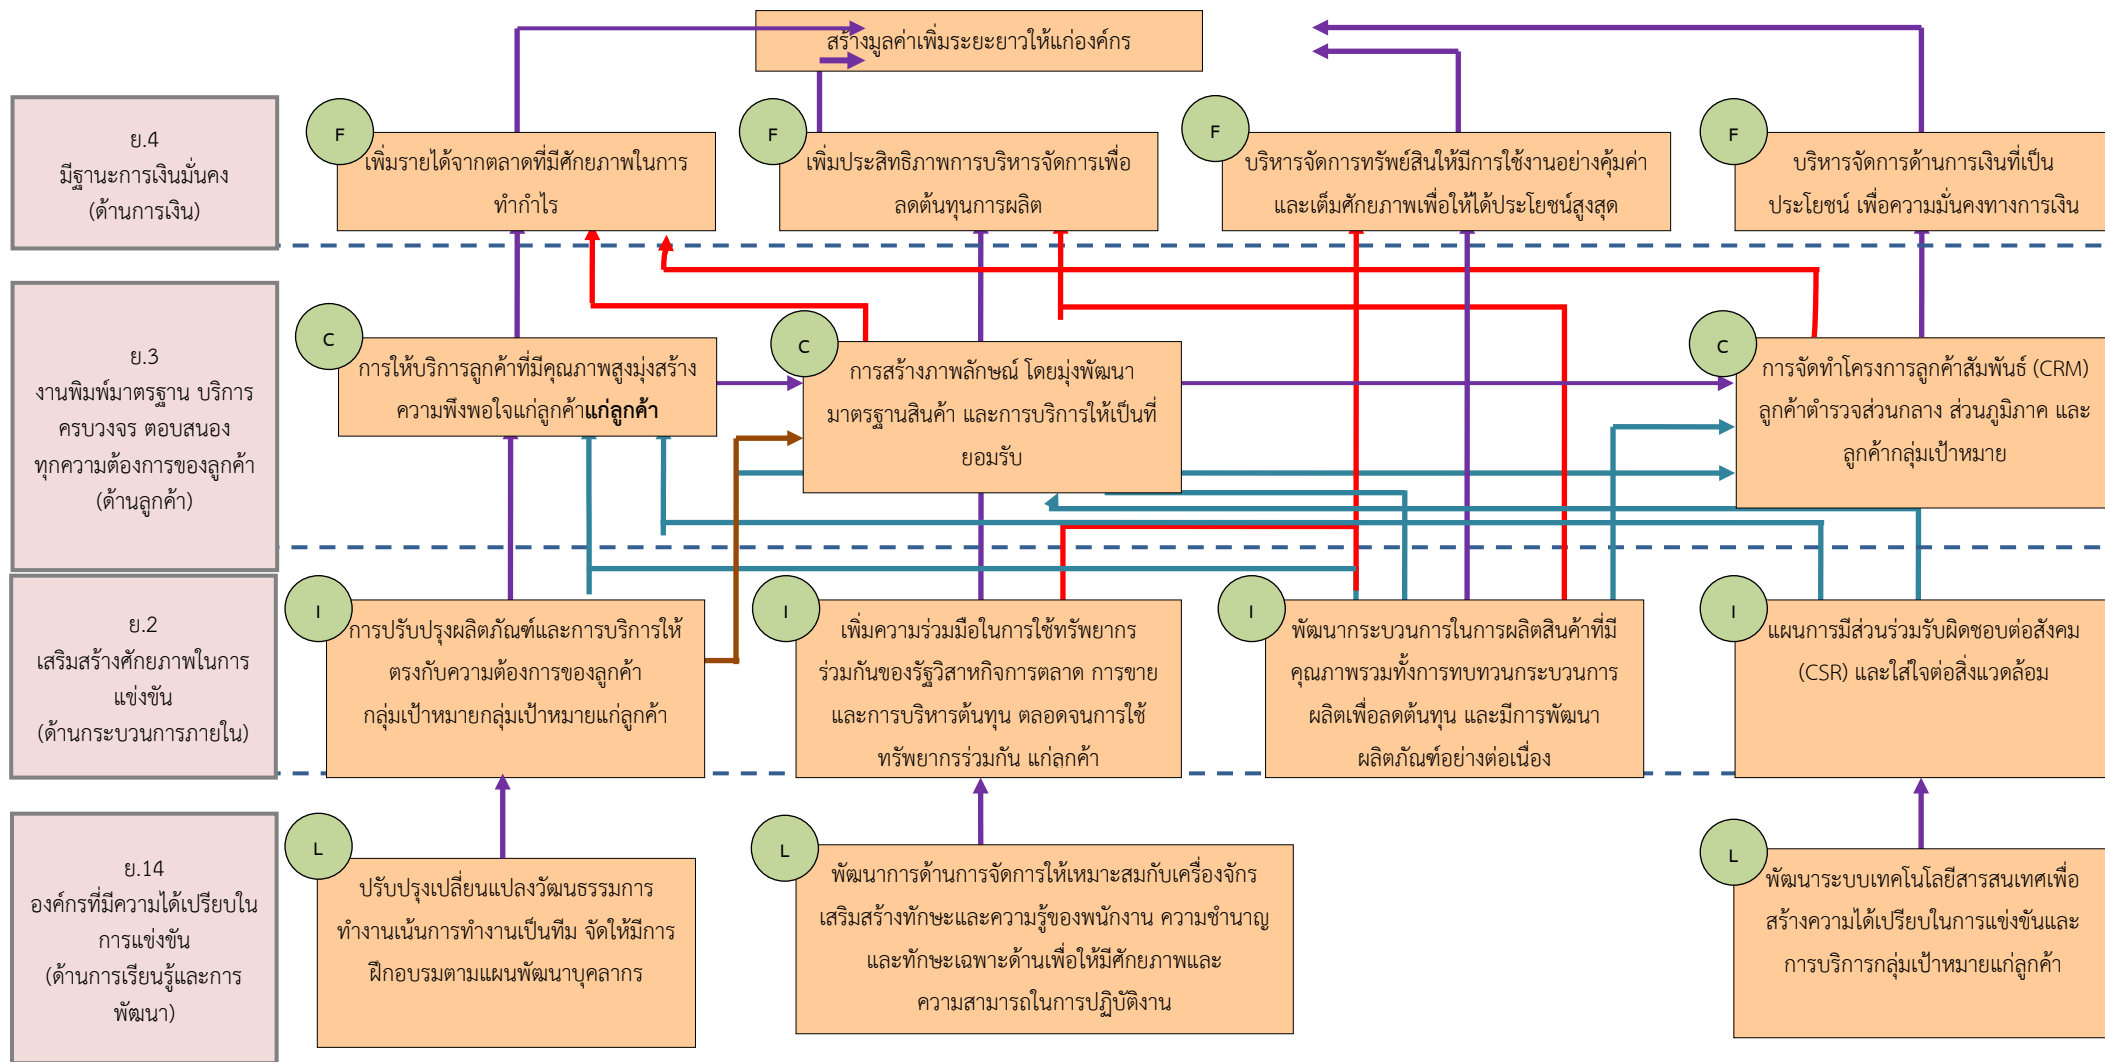 สร้างมูลค่าเพิ่มระยะยาวให้แก่องค์กร
ย.4
มีฐานะการเงินมั่นคง
(ด้านการเงิน)
F
เพิ่มรายได้จากตลาดที่มีศักยภาพในการ
ทำกำไร
F
เพิ่มประสิทธิภาพการบริหารจัดการเพื่อ
ลดต้นทุนการผลิต
F
บริหารจัดการทรัพย์สินให้มีการใช้งานอย่างคุ้มค่า
และเต็มศักยภาพเพื่อให้ได้ประโยชน์สูงสุด
F
บริหารจัดการด้านการเงินที่เป็น
ประโยชน์ เพื่อความมั่นคงทางการเงิน
ย.3
งานพิมพ์มาตรฐาน บริการ
ครบวงจร ตอบสนอง
ทุกความต้องการของลูกค้า
(ด้านลูกค้า)
C
การให้บริการลูกค้าที่มีคุณภาพสูงมุ่งสร้าง
ความพึงพอใจแก่ลูกค้าแก่ลูกค้า
C
การสร้างภาพลักษณ์ โดยมุ่งพัฒนา
มาตรฐานสินค้า และการบริการให้เป็นที่
ยอมรับ
C
การจัดทำโครงการลูกค้าสัมพันธ์ (CRM)
ลูกค้าตำรวจส่วนกลาง ส่วนภูมิภาค และ
ลูกค้ากลุ่มเป้าหมาย
ย.2
เสริมสร้างศักยภาพในการ
แข่งขัน
(ด้านกระบวนการภายใน)
I
การปรับปรุงผลิตภัณฑ์และการบริการให้
ตรงกับความต้องการของลูกค้า
กลุ่มเป้าหมายกลุ่มเป้าหมายแก่ลูกค้า
I
เพิ่มความร่วมมือในการใช้ทรัพยากร
ร่วมกันของรัฐวิสาหกิจการตลาด การขาย
และการบริหารต้นทุน ตลอดจนการใช้
ทรัพยากรร่วมกัน แก่ลูกค้า
I
พัฒนากระบวนการในการผลิตสินค้าที่มี
คุณภาพรวมทั้งการทบทวนกระบวนการ
ผลิตเพื่อลดต้นทุน และมีการพัฒนา
ผลิตภัณฑ์อย่างต่อเนื่อง
I
แผนการมีส่วนร่วมรับผิดชอบต่อสังคม
(CSR) และใส่ใจต่อสิ่งแวดล้อม
ย.14
องค์กรที่มีความได้เปรียบใน
การแข่งขัน
(ด้านการเรียนรู้และการ
พัฒนา)
L
ปรับปรุงเปลี่ยนแปลงวัฒนธรรมการ
ทำงานเน้นการทำงานเป็นทีม จัดให้มีการ
ฝึกอบรมตามแผนพัฒนาบุคลากร
L
พัฒนาการด้านการจัดการให้เหมาะสมกับเครื่องจักร
เสริมสร้างทักษะและความรู้ของพนักงาน ความชำนาญ
และทักษะเฉพาะด้านเพื่อให้มีศักยภาพและ
ความสามารถในการปฏิบัติงาน
L
พัฒนาระบบเทคโนโลยีสารสนเทศเพื่อ
สร้างความได้เปรียบในการแข่งขันและ
การบริการกลุ่มเป้าหมายแก่ลูกค้า